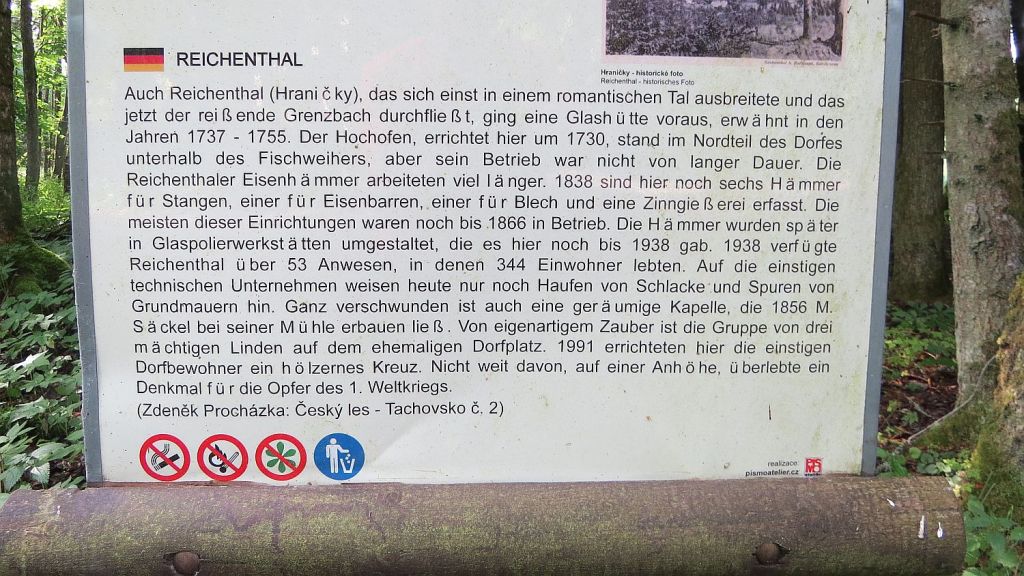 Hraničky - historické foto
Reichenthal - historisches Foto
REICHENTHAL
Auch Reichenthal (Hraničky), das sich einst in einem romantischen Tal ausbreitete und das
jetzt der reißende Grenzbach durchfließt, ging eine Glashütte voraus, erwähnt in den
Jahren 1737 - 1755. Der Hochofen, errichtet hier um 1730, stand im Nordteil des Dorfes
unterhalb des Fischweihers, aber sein Betrieb war nicht von langer Dauer. Die
Reichenthaler Eisenhämmer arbeiteten viel länger. 1838 sind hier noch sechs Hämmer
für Stangen, einer für Eisenbarren, einer für Blech und eine Zinngießerei erfasst. Die
meisten dieser Einrichtungen waren noch bis 1866 in Betrieb. Die Hämmer wurden später
in Glaspolierwerkstätten umgestaltet, die es hier noch bis 1938 gab. 1938 verfügte
Reichenthal über 53 Anwesen, in denen 344 Einwohner lebten. Auf die einstigen
technischen Unternehmen weisen heute nur noch Haufen von Schlacke und Spuren von
Grundmauern hin. Ganz verschwunden ist auch eine geräumige Kapelle, die 1856 M.
Säckel bei seiner Mühle erbauen ließ. Von eigenartigem Zauber ist die Gruppe von drei
mächtigen Linden auf dem ehemaligen Dorfplatz. 1991 errichteten hier die einstigen
Dorfbewohner ein hölzernes Kreuz. Nicht weit davon, auf einer Anhöhe, überlebte ein
Denkmal für die Opfer des 1. Weltkriegs.
(Zdeněk Procházka: Český les - Tachovsko č. 2)
realizace
pismoatelier.cz